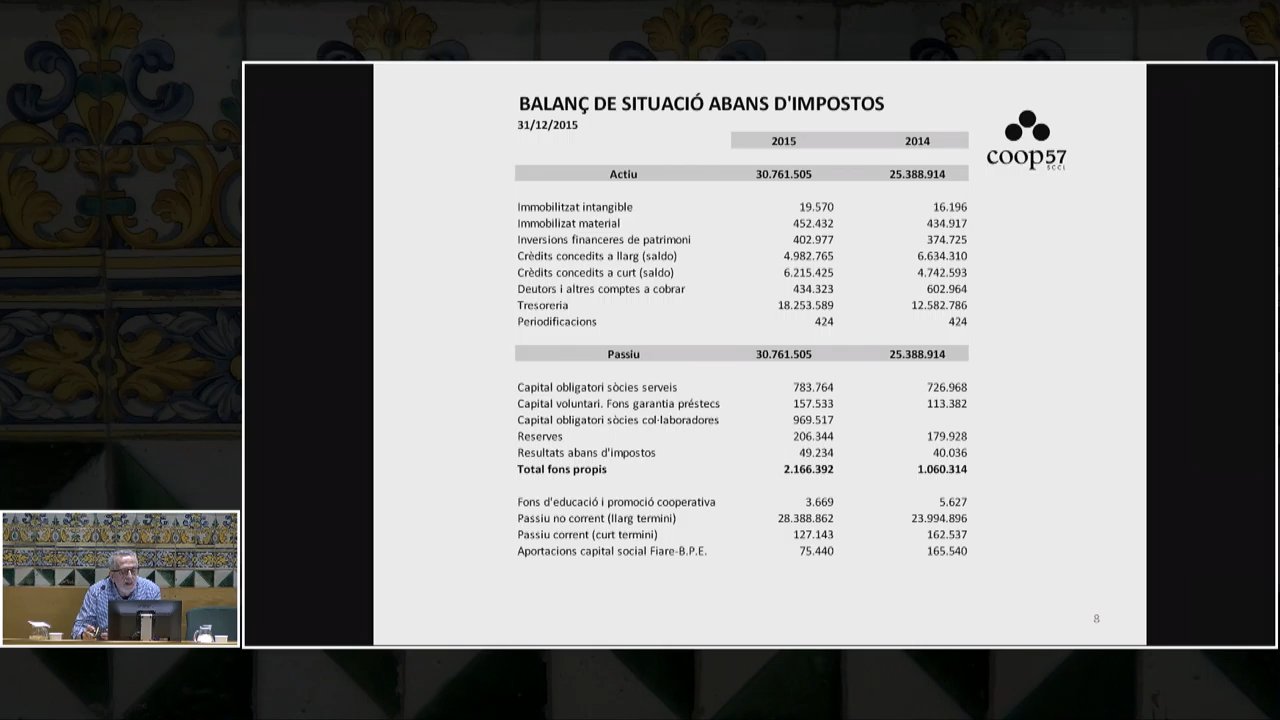 BALANÇ DE SITUACIÓ ABANS D'IMPOSTOS
31/12/2015
2015 2014
coop57
sccl
Actiu 30.761.505 25.388.914
Immobilitzat intangible 19.570 16.196
Immobilizat material 452.432 434.917
Inversions financeres de patrimoni 402.977 374.725
Crèdits concedits a llarg (saldo) 4.982.765 6.634.310
Crèdits concedits a curt (saldo) 6.215.425 4.742.593
Deutors i altres comptes a cobrar 434.323 602.964
Tresoreria 18.253.589 12.582.786
Periodificacions 424 424
Passiu 30.761.505 25.388.914
Capital obligatori sòcies serveis 783.764 726.968
Capital voluntari. Fons garantia préstecs 157.533 113.382
Capital obligatori sòcies col·laboradores 969.517
Reserves 206.344 179.928
Resultats abans d'impostos 49.234 40.036
Total fons propis 2.166.392 1.060.314
Fons d'educació i promoció cooperativa 3.669 5.627
Passiu no corrent (llarg termini) 28.388.862 23.994.896
Passiu corrent (curt termini) 127.143 162.537
Aportacions capital social Fiare-B.P.E. 75.440 165.540
8